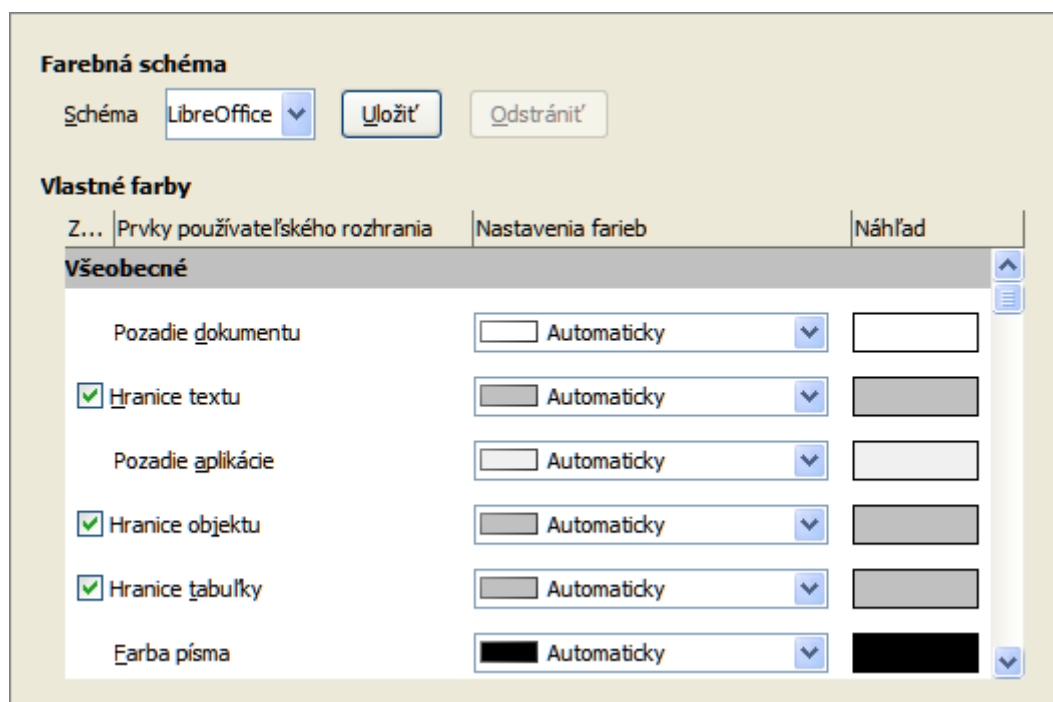 Farebná schéma
Schéma LibreOffice Uložiť Odstrániť
Vlastné farby
Z... Prvky používateľského rozhrania Nastavenia farieb Náhľad
Všeobecné
Pozadie dokumentu Automaticky
Hranice textu Automaticky
Pozadie aplikácie Automaticky
Hranice objektu Automaticky
Hranice tabuľky Automaticky
Farba písma Automaticky